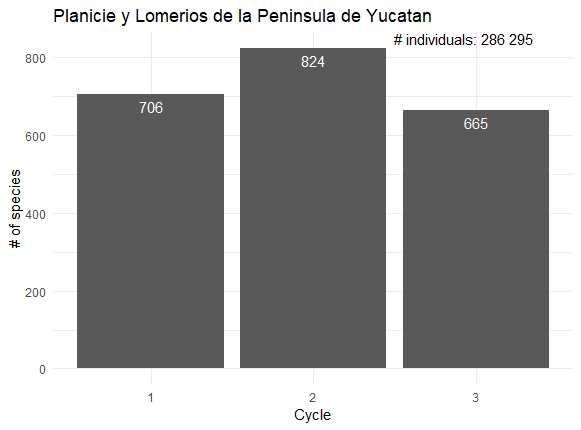 Planicie y Lomerios de la Peninsula de Yucatan
# individuals: 286 295
800
600
400
200
0
# of species
706
824
665
1
2
3
Cycle